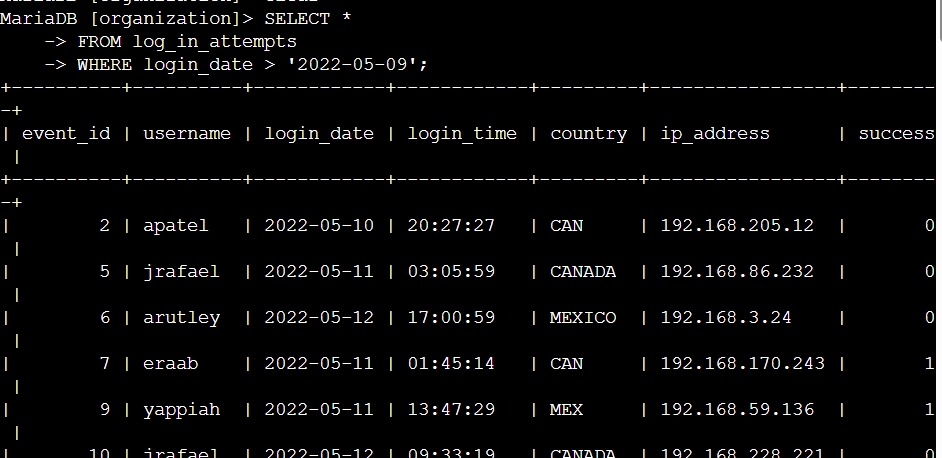 MariaDB [organization]> SELECT *
    -> FROM log_in_attempts
    -> WHERE login_date > '2022-05-09';
+----------+----------+------------+------------+---------+-----------------+--------
-+
| event_id | username | login_date | login_time | country | ip_address      | success
 |
+----------+----------+------------+------------+---------+-----------------+--------
-+
|        2 | apatel   | 2022-05-10 | 20:27:27   | CAN     | 192.168.205.12  |       0
 |
|        5 | jrafael  | 2022-05-11 | 03:05:59   | CANADA  | 192.168.86.232  |       0
 |
|        6 | arutley  | 2022-05-12 | 17:00:59   | MEXICO  | 192.168.3.24    |       0
 |
|        7 | eraab    | 2022-05-11 | 01:45:14   | CAN     | 192.168.170.243 |       1
 |
|        9 | yappiah  | 2022-05-11 | 13:47:29   | MEX     | 192.168.59.136  |       1
 |
|       10 | jrafael  | 2022-05-12 | 09:33:19   | CANADA  | 192.168.228.221 |       0